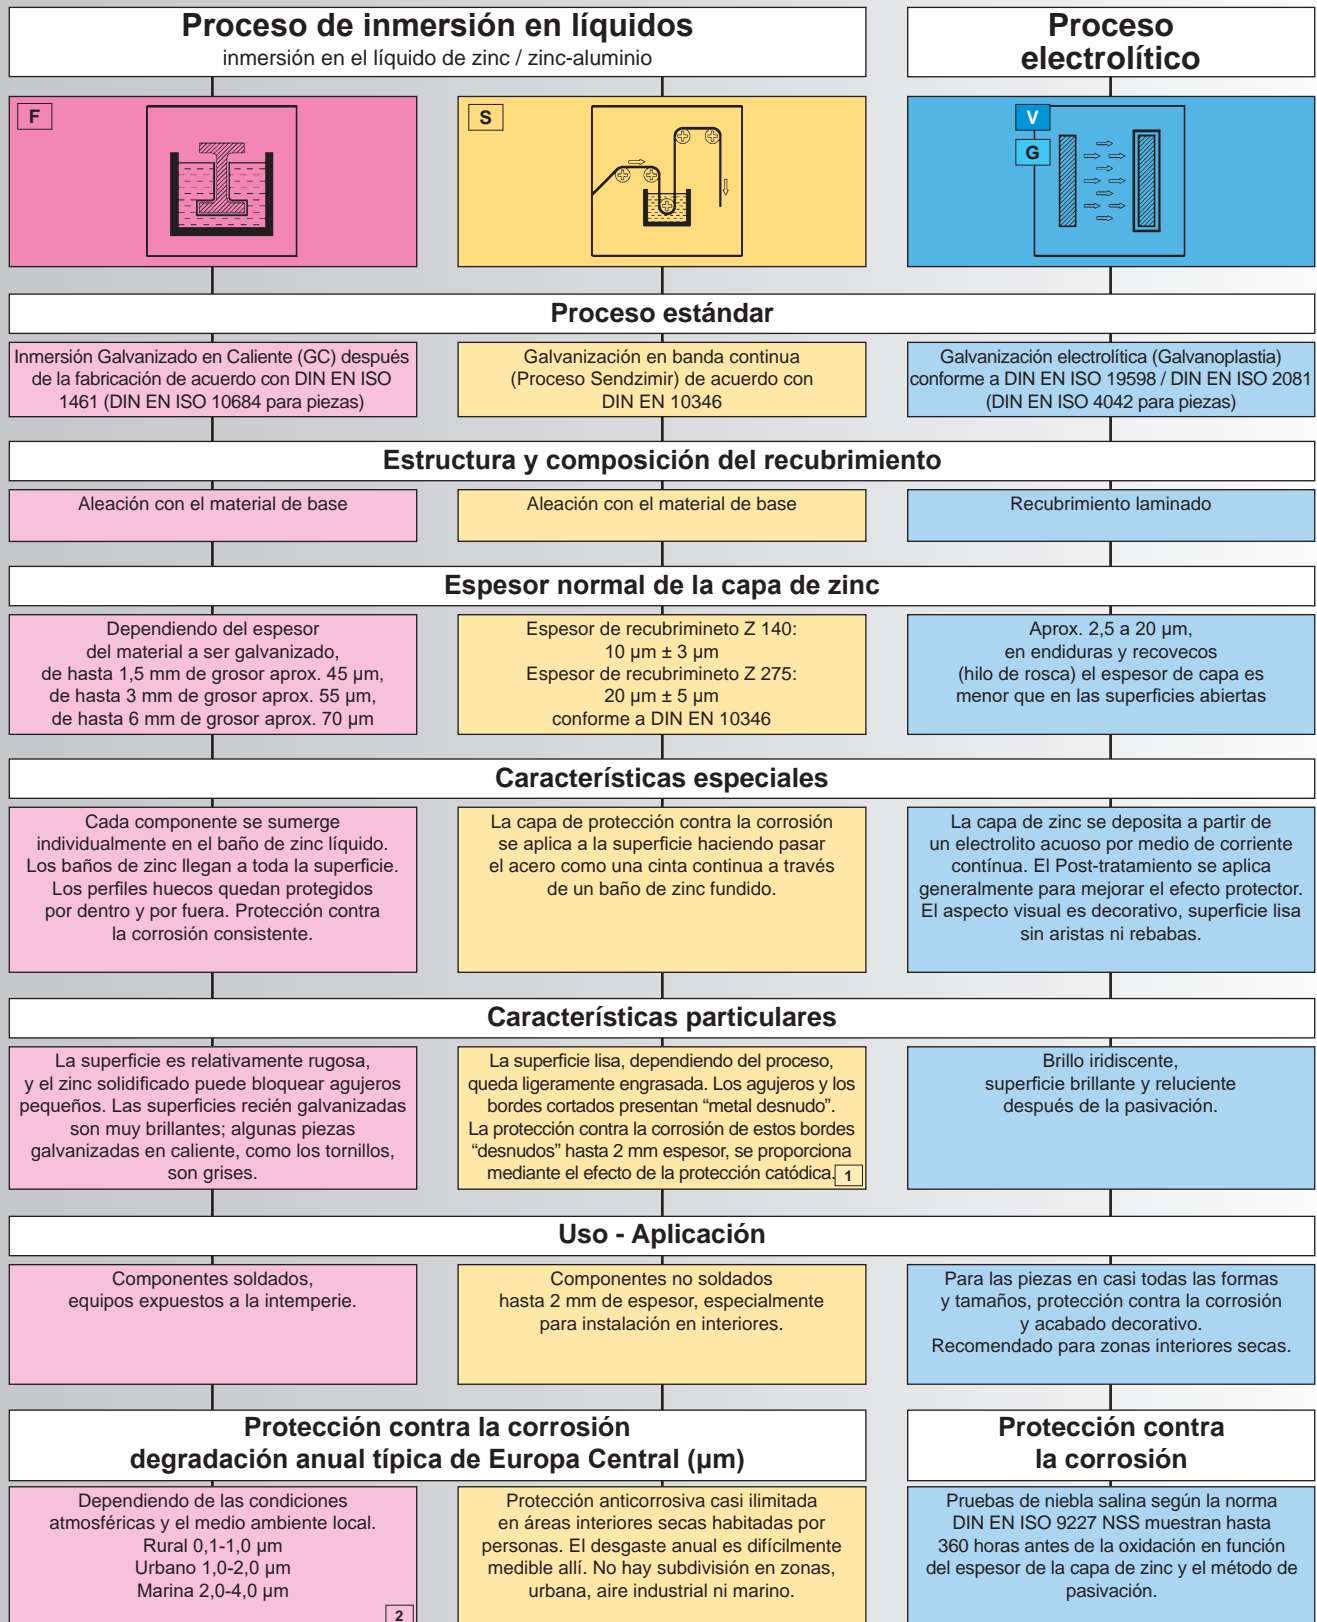 Proceso de inmersión en líquidos
inmersión en el líquido de zinc / zinc-aluminio
Proceso
electrolítico
F
S
V
G
Proceso estándar
Inmersión Galvanizado en Caliente (GC) después
de la fabricación de acuerdo con DIN EN ISO
1461 (DIN EN ISO 10684 para piezas)
Galvanización en banda continua
(Proceso Sendzimir) de acuerdo con
DIN EN 10346
Galvanización electrolítica (Galvanoplastia)
conforme a DIN EN ISO 19598 / DIN EN ISO 2081
(DIN EN ISO 4042 para piezas)
Estructura y composición del recubrimiento
Aleación con el material de base
Aleación con el material de base
Recubrimiento laminado
Espesor normal de la capa de zinc
Dependiendo del espesor
del material a ser galvanizado,
de hasta 1,5 mm de grosor aprox. 45 µm,
de hasta 3 mm de grosor aprox. 55 µm,
de hasta 6 mm de grosor aprox. 70 µm
Espesor de recubrimineto Z 140:
10 µm ± 3 µm
Espesor de recubrimineto Z 275:
20 µm ± 5 µm
conforme a DIN EN 10346
Aprox. 2,5 a 20 µm,
en endiduras y recovecos
(hilo de rosca) el espesor de capa es
menor que en las superficies abiertas
Características especiales
Cada componente se sumerge
individualmente en el baño de zinc líquido.
Los baños de zinc llegan a toda la superficie.
Los perfiles huecos quedan protegidos
por dentro y por fuera. Protección contra
la corrosión consistente.
La capa de protección contra la corrosión
se aplica a la superficie haciendo pasar
el acero como una cinta continua a través
de un baño de zinc fundido.
La capa de zinc se deposita a partir de
un electrolito acuoso por medio de corriente
contínua. El Post-tratamiento se aplica
generalmente para mejorar el efecto protector.
El aspecto visual es decorativo, superficie lisa
sin aristas ni rebabas.
Características particulares
La superficie es relativamente rugosa,
y el zinc solidificado puede bloquear agujeros
pequeños. Las superficies recién galvanizadas
son muy brillantes; algunas piezas
galvanizadas en caliente, como los tornillos,
son grises.
La superficie lisa, dependiendo del proceso,
queda ligeramente engrasada. Los agujeros y los
bordes cortados presentan “metal desnudo”.
La protección contra la corrosión de estos bordes
“desnudos” hasta 2 mm espesor, se proporciona
mediante el efecto de la protección catódica. 1
Brillo iridiscente,
superficie brillante y reluciente
después de la pasivación.
Uso - Aplicación
Componentes soldados,
equipos expuestos a la intemperie.
Componentes no soldados
hasta 2 mm de espesor, especialmente
para instalación en interiores.
Para las piezas en casi todas las formas
y tamaños, protección contra la corrosión
y acabado decorativo.
Recomendado para zonas interiores secas.
Protección contra la corrosión
degradación anual típica de Europa Central (µm)
Protección contra
la corrosión
Dependiendo de las condiciones
atmosféricas y el medio ambiente local.
Rural 0,1-1,0 µm
Urbano 1,0-2,0 µm
Marina 2,0-4,0 µm
2
Protección anticorrosiva casi ilimitada
en áreas interiores secas habitadas por
personas. El desgaste anual es difícilmente
medible allí. No hay subdivisión en zonas,
urbana, aire industrial ni marino.
Pruebas de niebla salina según la norma
DIN EN ISO 9227 NSS muestran hasta
360 horas antes de la oxidación en función
del espesor de la capa de zinc y el método de
pasivación.